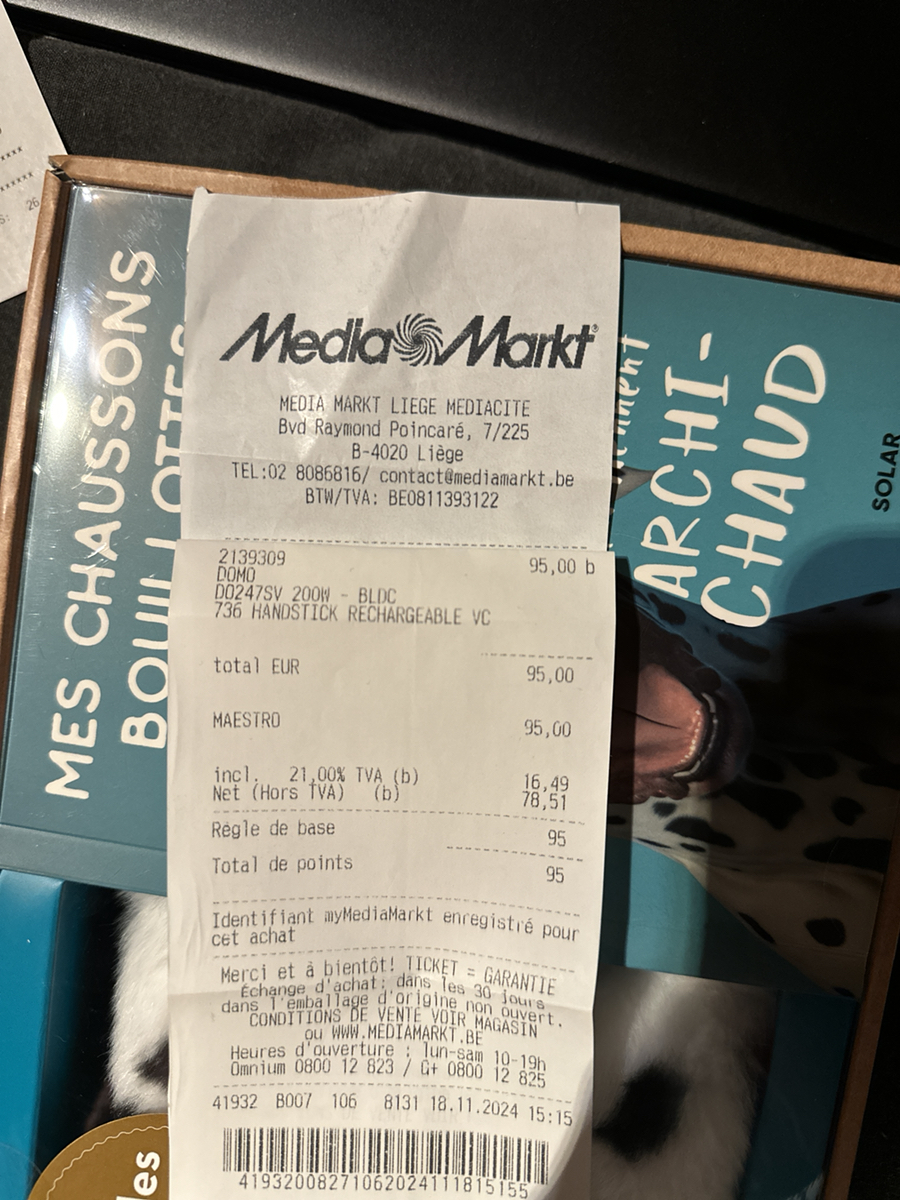 MediaMarkt®
MEDIA MARKT LIEGE MEDIACITE
Bvd Raymond Poincaré, 7/225
B-4020 Liège
TEL:02 8086816/ contact@mediamarkt.be
BTW/TVA: BE0811393122
2139309 95,00 b
DOMO
DO247SV 200W - BLDC
736 HANDSTICK RECHARGEABLE VC
total EUR 95,00
MAESTRO 95,00
incl. 21,00% TVA (b) 16,49
Net (Hors TVA) (b) 78,51
Règle de base 95
Total de points 95
Identifiant myMediaMarkt enregistré pour
cet achat
Merci et à bientôt! TICKET = GARANTIE
Échange d'achat: dans les 30 jours
dans l'emballage d'origine non ouvert.
CONDITIONS DE VENTE VOIR MAGASIN
ou WWW.MEDIAMARKT.BE
Heures d'ouverture : lun-sam 10-19h
Omnium 0800 12 823 / G+ 0800 12 825
41932 B007 106 8131 18.11.2024 15:15
4193200827106202411181​5155
MES CHAUSSONS
BOUILLOTTES
ARCHI-
CHAUD
SOLAR
les